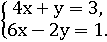 4x + y = 3,
6x − 2y = 1.